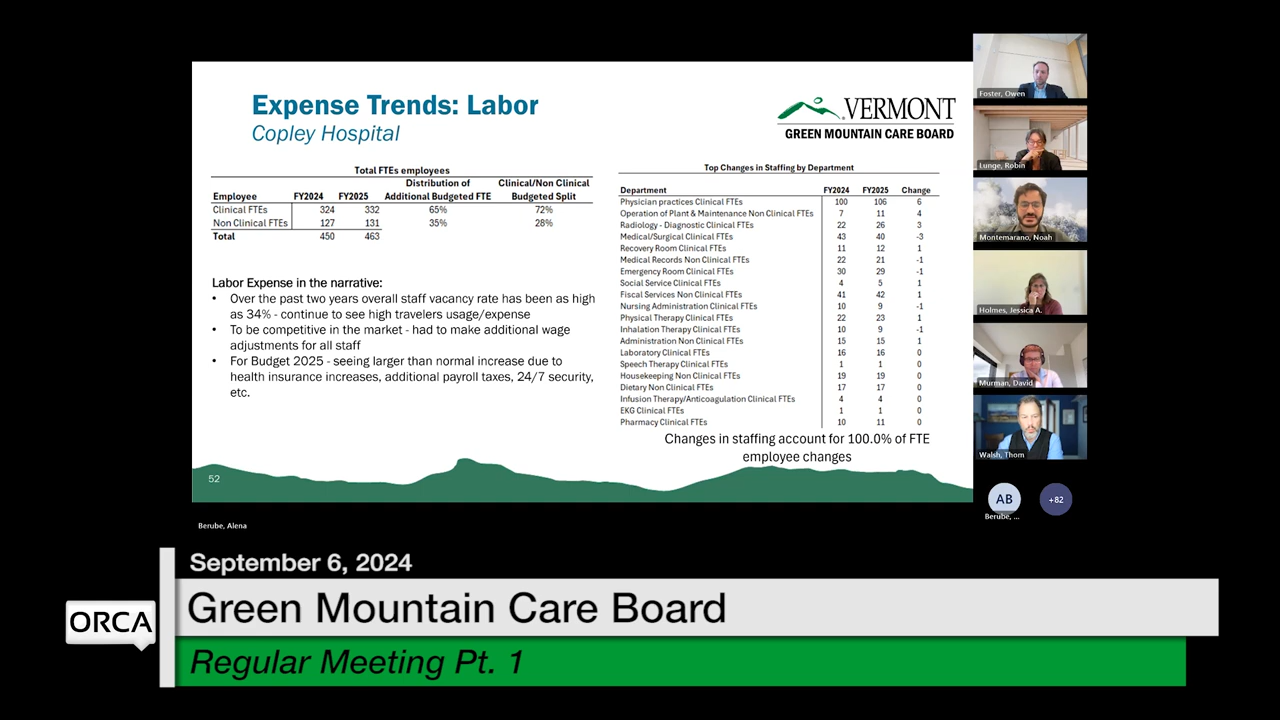 Expense Trends: Labor
Copley Hospital
VERMONT
GREEN MOUNTAIN CARE BOARD
Total FTEs employees
Employee FY2024 FY2025 Distribution of Additional Budgeted FTE Clinical/Non Clinical Budgeted Split
Clinical FTEs 324 332 65% 72%
Non Clinical FTEs 127 131 35% 28%
Total 450 463
Labor Expense in the narrative:
• Over the past two years overall staff vacancy rate has been as high
as 34% - continue to see high travelers usage/expense
• To be competitive in the market - had to make additional wage
adjustments for all staff
• For Budget 2025 - seeing larger than normal increase due to
health insurance increases, additional payroll taxes, 24/7 security,
etc.
Top Changes in Staffing by Department
Department FY2024 FY2025 Change
Physician practices Clinical FTEs 100 106 6
Operation of Plant & Maintenance Non Clinical FTEs 7 11 4
Radiology - Diagnostic Clinical FTEs 22 26 3
Medical/Surgical Clinical FTEs 43 40 -3
Recovery Room Clinical FTEs 11 12 1
Medical Records Non Clinical FTEs 22 21 -1
Emergency Room Clinical FTEs 30 29 -1
Social Service Clinical FTEs 4 5 1
Fiscal Services Non Clinical FTEs 41 42 1
Nursing Administration Clinical FTEs 10 9 -1
Physical Therapy Clinical FTEs 22 23 1
Inhalation Therapy Clinical FTEs 10 9 -1
Administration Non Clinical FTEs 15 15 1
Laboratory Clinical FTEs 16 16 0
Speech Therapy Clinical FTEs 1 1 0
Housekeeping Non Clinical FTEs 19 19 0
Dietary Non Clinical FTEs 17 17 0
Infusion Therapy/Anticoagulation Clinical FTEs 4 4 0
EKG Clinical FTEs 1 1 0
Pharmacy Clinical FTEs 10 11 0
Changes in staffing account for 100.0% of FTE
employee changes
52
Foster, Owen
Lunge, Robin
Montemarano, Noah
Holmes, Jessica A.
Murman, David
Walsh, Thom
AB
Berube, ...
+82
Berube, Alena
September 6, 2024
ORCA
Green Mountain Care Board
Regular Meeting Pt. 1